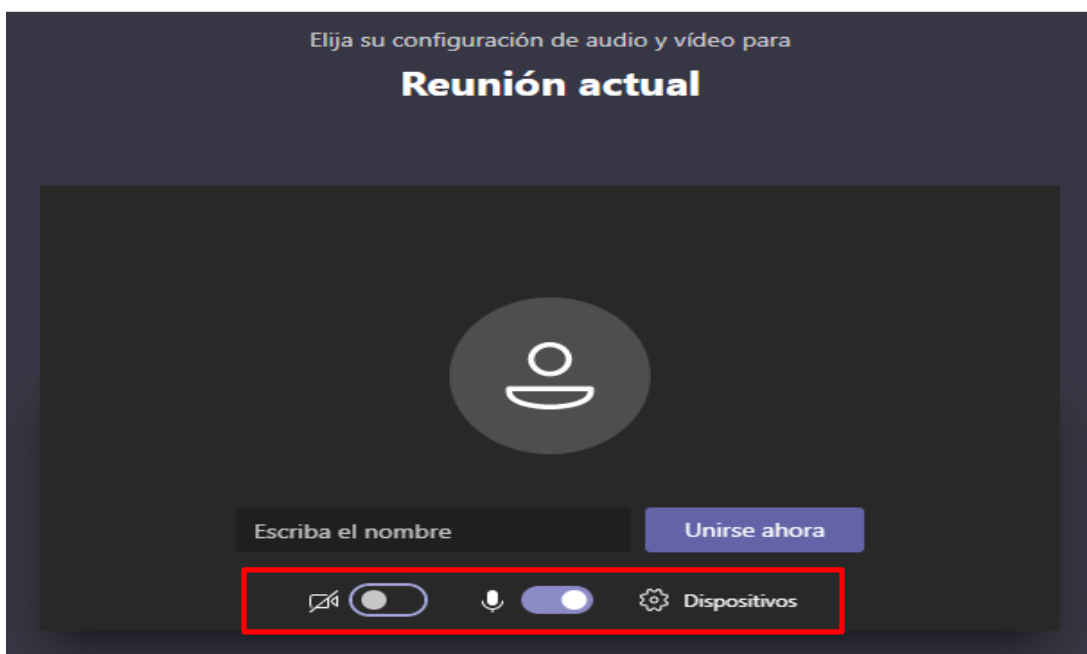 Elija su configuración de audio y vídeo para
Reunión actual
Escriba el nombre
Unirse ahora
Dispositivos